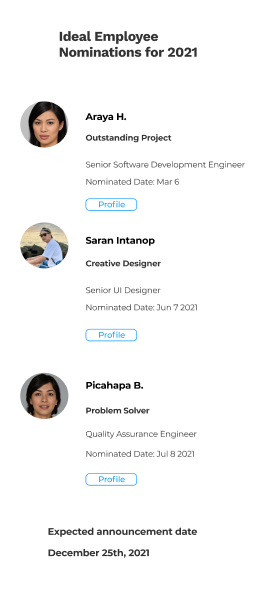 Ideal Employee
Nominations for 2021
Araya H.
Outstanding Project
Senior Software Development Engineer
Nominated Date: Mar 6
Profile
Saran Intanop
Creative Designer
Senior UI Designer
Nominated Date: Jun 7 2021
Profile
Picahapa B.
Problem Solver
Quality Assurance Engineer
Nominated Date: Jul 8 2021
Profile
Expected announcement date
December 25th, 2021